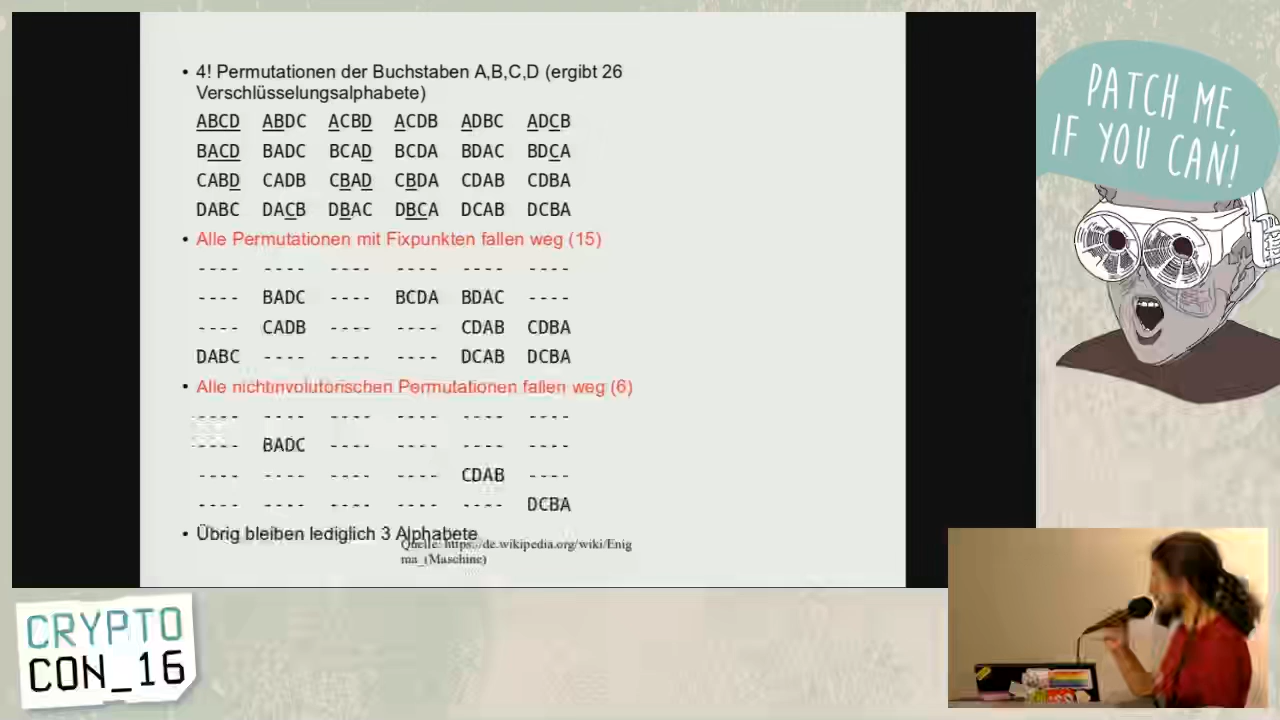 • 4! Permutationen der Buchstaben A,B,C,D (ergibt 26
Verschlüsselungsalphabete)
ABCD ABDC ACBD ACDB ADBC ADCB
BACD BADC BCAD BCDA BDAC BDCA
CABD CADB CBAD CBDA CDAB CDBA
DABC DACB DBAC DBCA DCAB DCBA
• Alle Permutationen mit Fixpunkten fallen weg (15)
---- ---- ---- ---- ---- ----
---- BADC ---- BCDA BDAC ----
---- CADB ---- ---- CDAB CDBA
DABC ---- ---- ---- DCAB DCBA
• Alle nichtinvolutorischen Permutationen fallen weg (6)
---- ---- ---- ---- ---- ----
---- BADC ---- ---- ---- ----
---- ---- ---- ---- CDAB ----
---- ---- ---- ---- ---- DCBA
• Übrig bleiben lediglich 3 Alphabete
Quelle: https://de.wikipedia.org/wiki/Enig
ma_(Maschine)
PATCH ME,
IF YOU CAN!
CRYPTO
CON_16